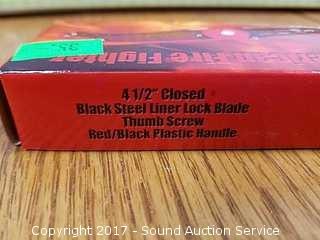 Fire Fighter
4 1/2" Closed
Black Steel Liner Lock Blade
Thumb Screw
Red/Black Plastic Handle
Copyright 2017 - Sound Auction Service